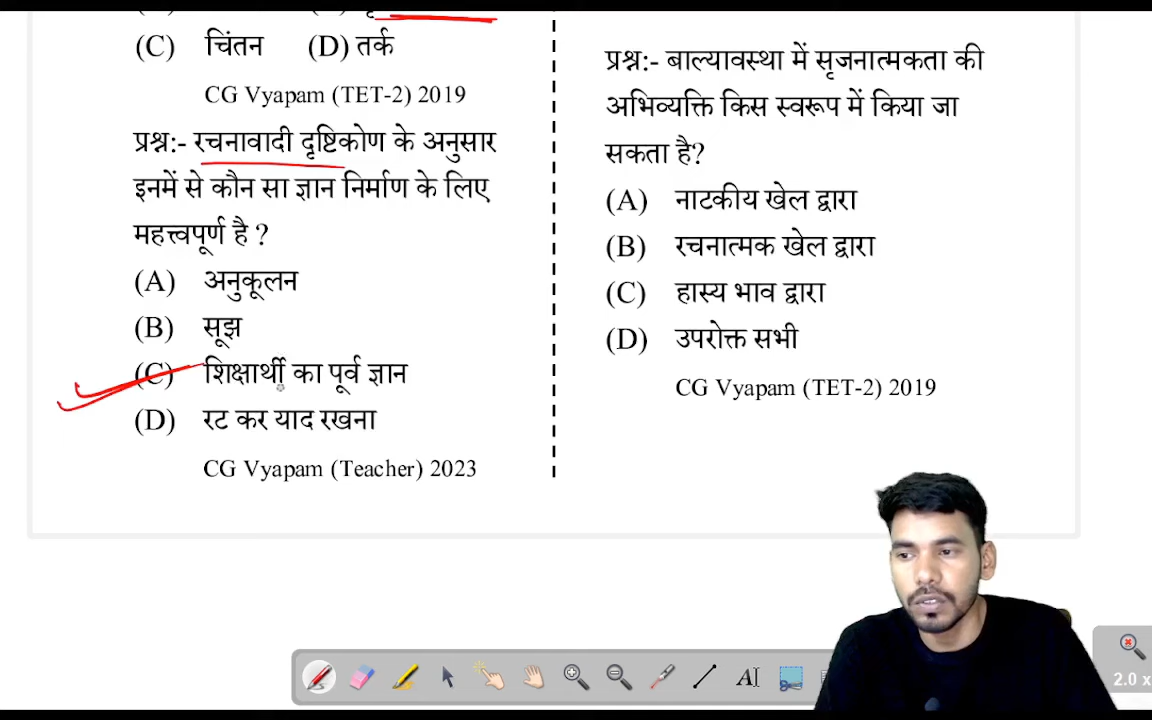 (C) चिंतन (D) तर्क
CG Vyapam (TET-2) 2019
प्रश्न:- रचनावादी दृष्टिकोण के अनुसार
इनमें से कौन सा ज्ञान निर्माण के लिए
महत्त्वपूर्ण है ?
(A) अनुकूलन
(B) सूझ
(C) शिक्षार्थी का पूर्व ज्ञान
(D) रट कर याद रखना
CG Vyapam (Teacher) 2023
प्रश्न:- बाल्यावस्था में सृजनात्मकता की
अभिव्यक्ति किस स्वरूप में किया जा
सकता है?
(A) नाटकीय खेल द्वारा
(B) रचनात्मक खेल द्वारा
(C) हास्य भाव द्वारा
(D) उपरोक्त सभी
CG Vyapam (TET-2) 2019
AI
2.0 x